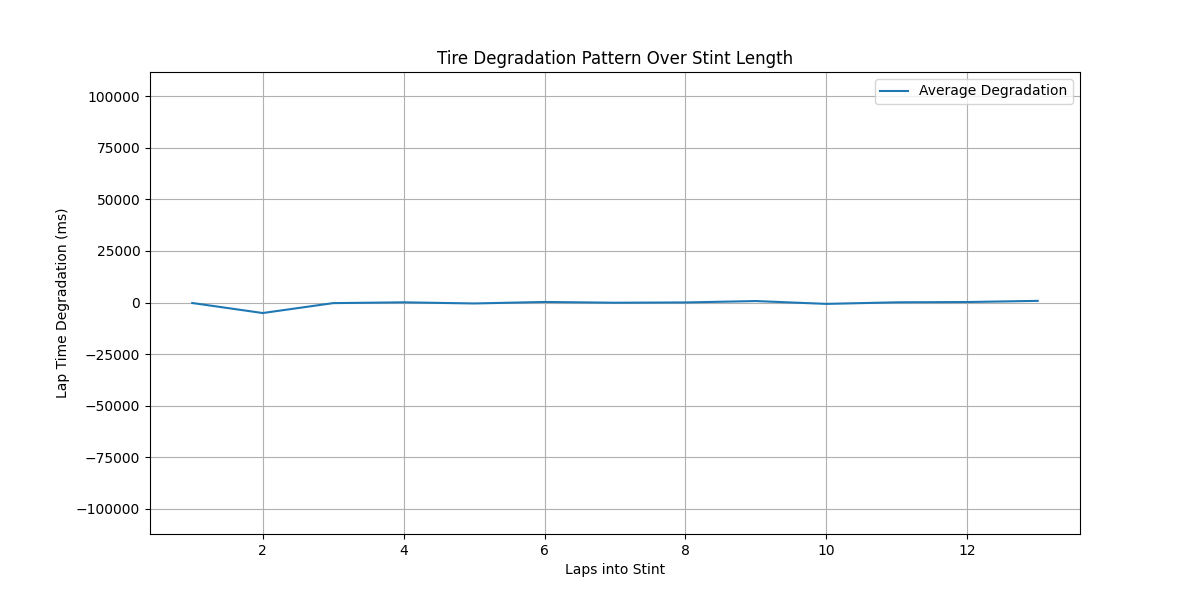 Tire Degradation Pattern Over Stint Length
Average Degradation
Lap Time Degradation (ms)
100000
75000
50000
25000
0
−25000
−50000
−75000
−100000
2 4 6 8 10 12
Laps into Stint